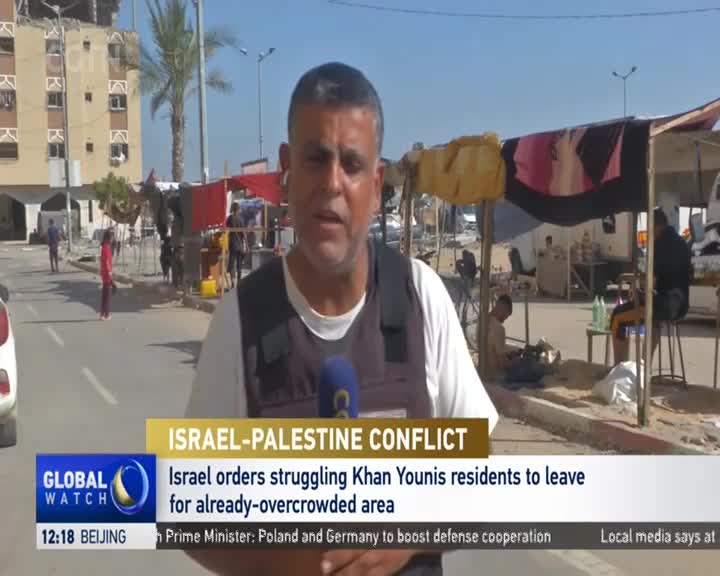 CGTN
ISRAEL-PALESTINE CONFLICT
Israel orders struggling Khan Younis residents to leave
for already-overcrowded area
GLOBAL
WATCH
12:18 BEIJING
h Prime Minister: Poland and Germany to boost defense cooperation Local media says at